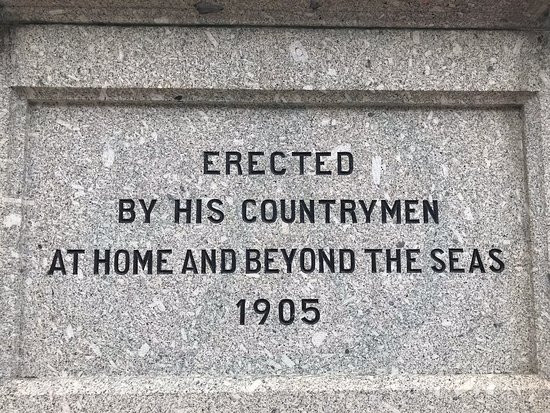 ERECTED
BY HIS COUNTRYMEN
AT HOME AND BEYOND THE SEAS
1905